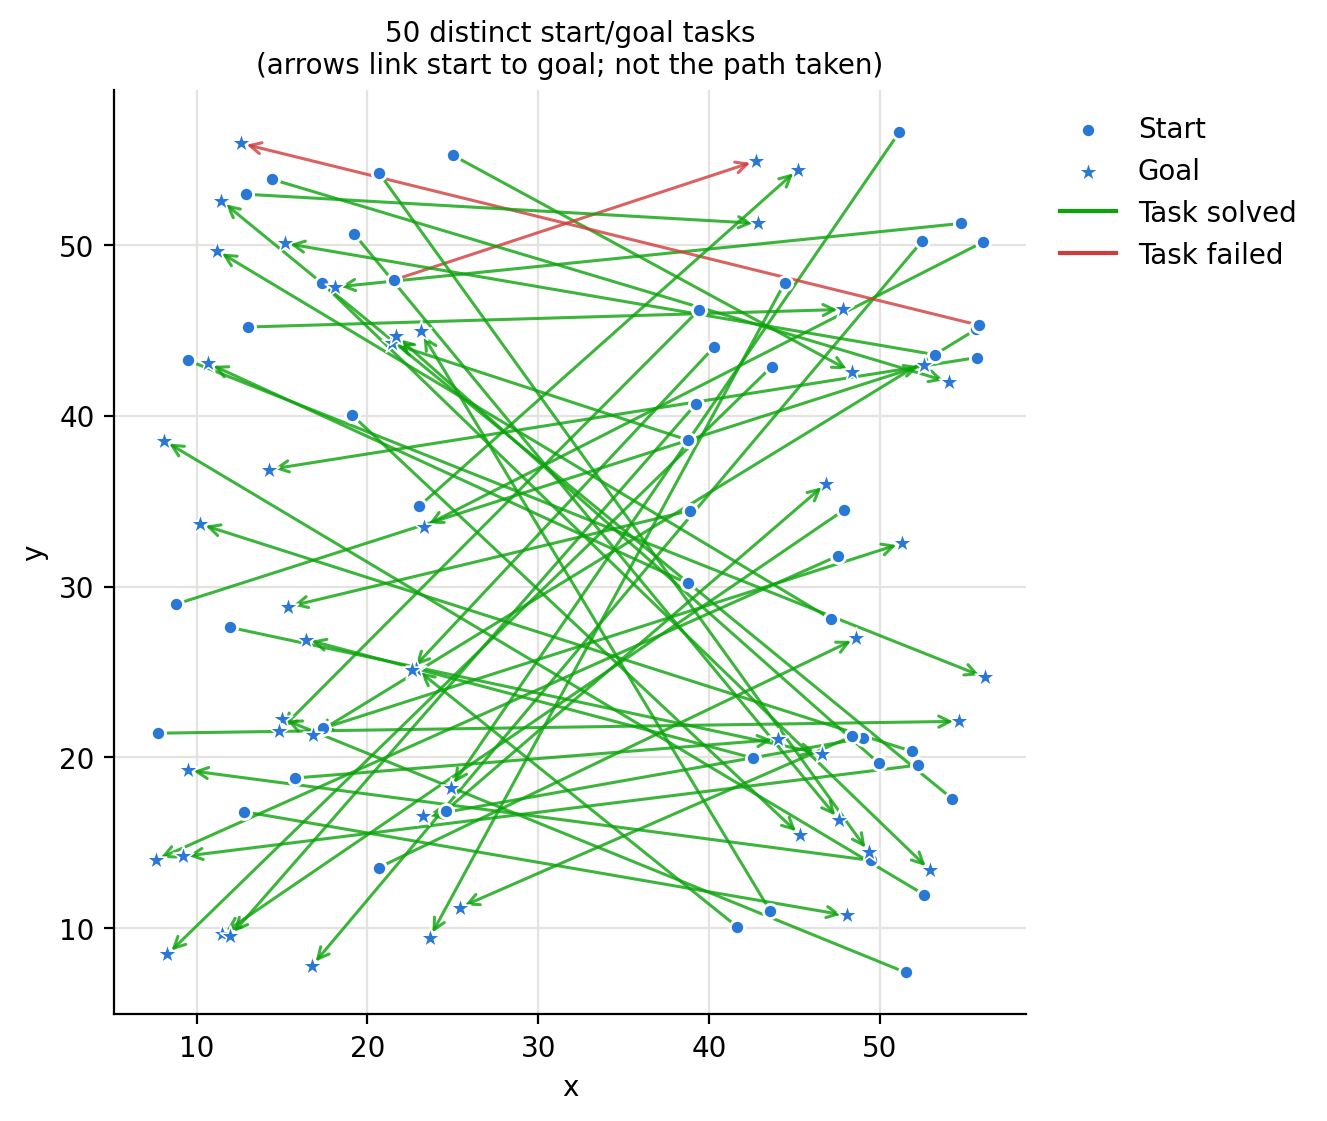 50 distinct start/goal tasks
(arrows link start to goal; not the path taken)
Start
Goal
Task solved
Task failed
50
40
30
20
10
y
10 20 30 40 50
x